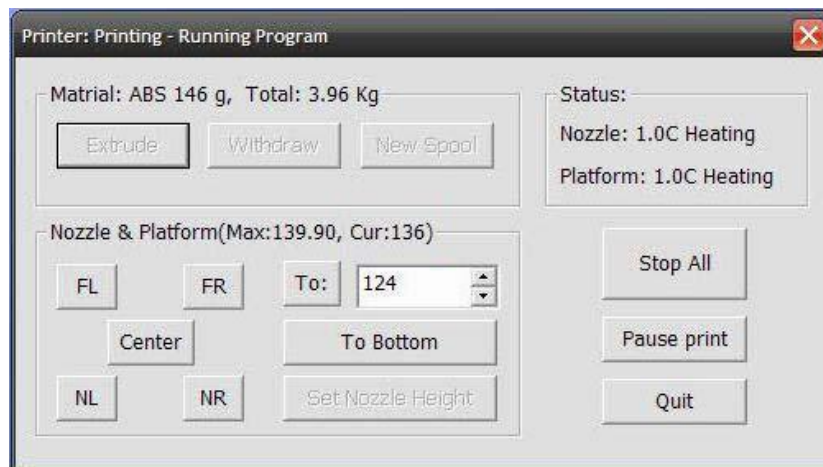 Printer: Printing - Running Program
Matrial: ABS 146 g, Total: 3.96 Kg
Extrude
Withdraw
New Spool
Status:
Nozzle: 1.0C Heating
Platform: 1.0C Heating
Nozzle & Platform(Max:139.90, Cur:136)
FL
FR
To:
124
Center
To Bottom
NL
NR
Set Nozzle Height
Stop All
Pause print
Quit